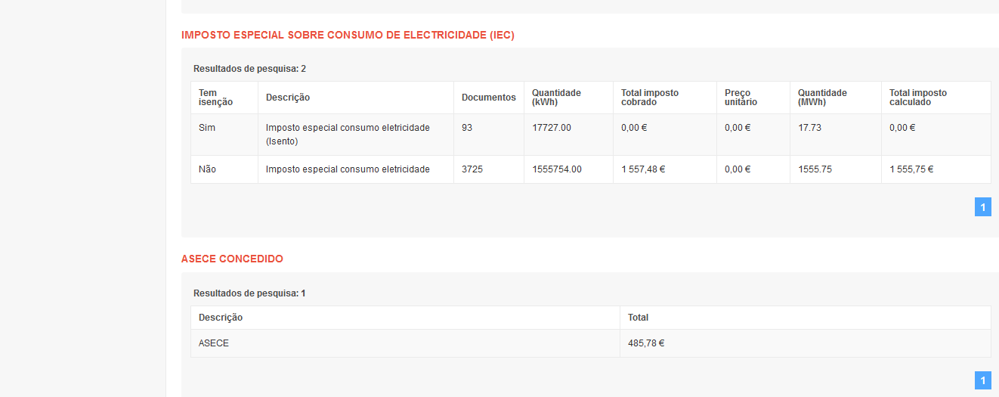 IMPOSTO ESPECIAL SOBRE CONSUMO DE ELECTRICIDADE (IEC)
Resultados de pesquisa: 2
Tem isenção Descrição Documentos Quantidade (kWh) Total imposto cobrado Preço unitário Quantidade (MWh) Total imposto calculado
Sim Imposto especial consumo eletricidade (Isento) 93 17727.00 0,00 € 0,00 € 17.73 0,00 €
Não Imposto especial consumo eletricidade 3725 1555754.00 1 557,48 € 0,00 € 1555.75 1 555,75 €
1
ASECE CONCEDIDO
Resultados de pesquisa: 1
Descrição Total
ASECE 485,78 €
1